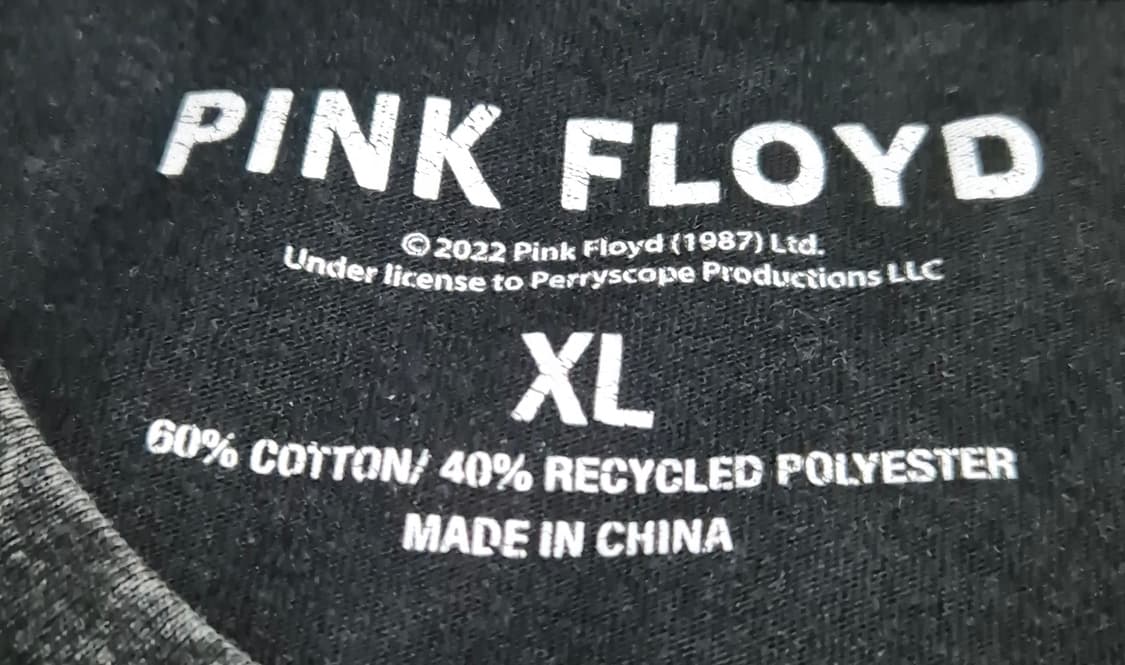 PINK FLOYD
© 2022 Pink Floyd (1987) Ltd.
Under license to Perryscope Productions LLC
XL
60% COTTON/ 40% RECYCLED POLYESTER
MADE IN CHINA